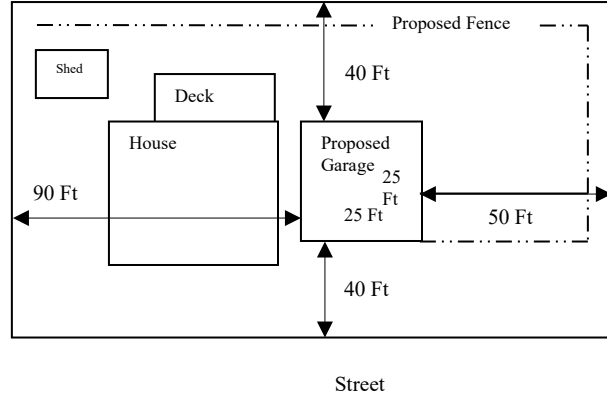 Proposed Fence
Shed
40 Ft
Deck
House
Proposed
Garage
25
Ft
25 Ft
90 Ft
50 Ft
40 Ft
Street